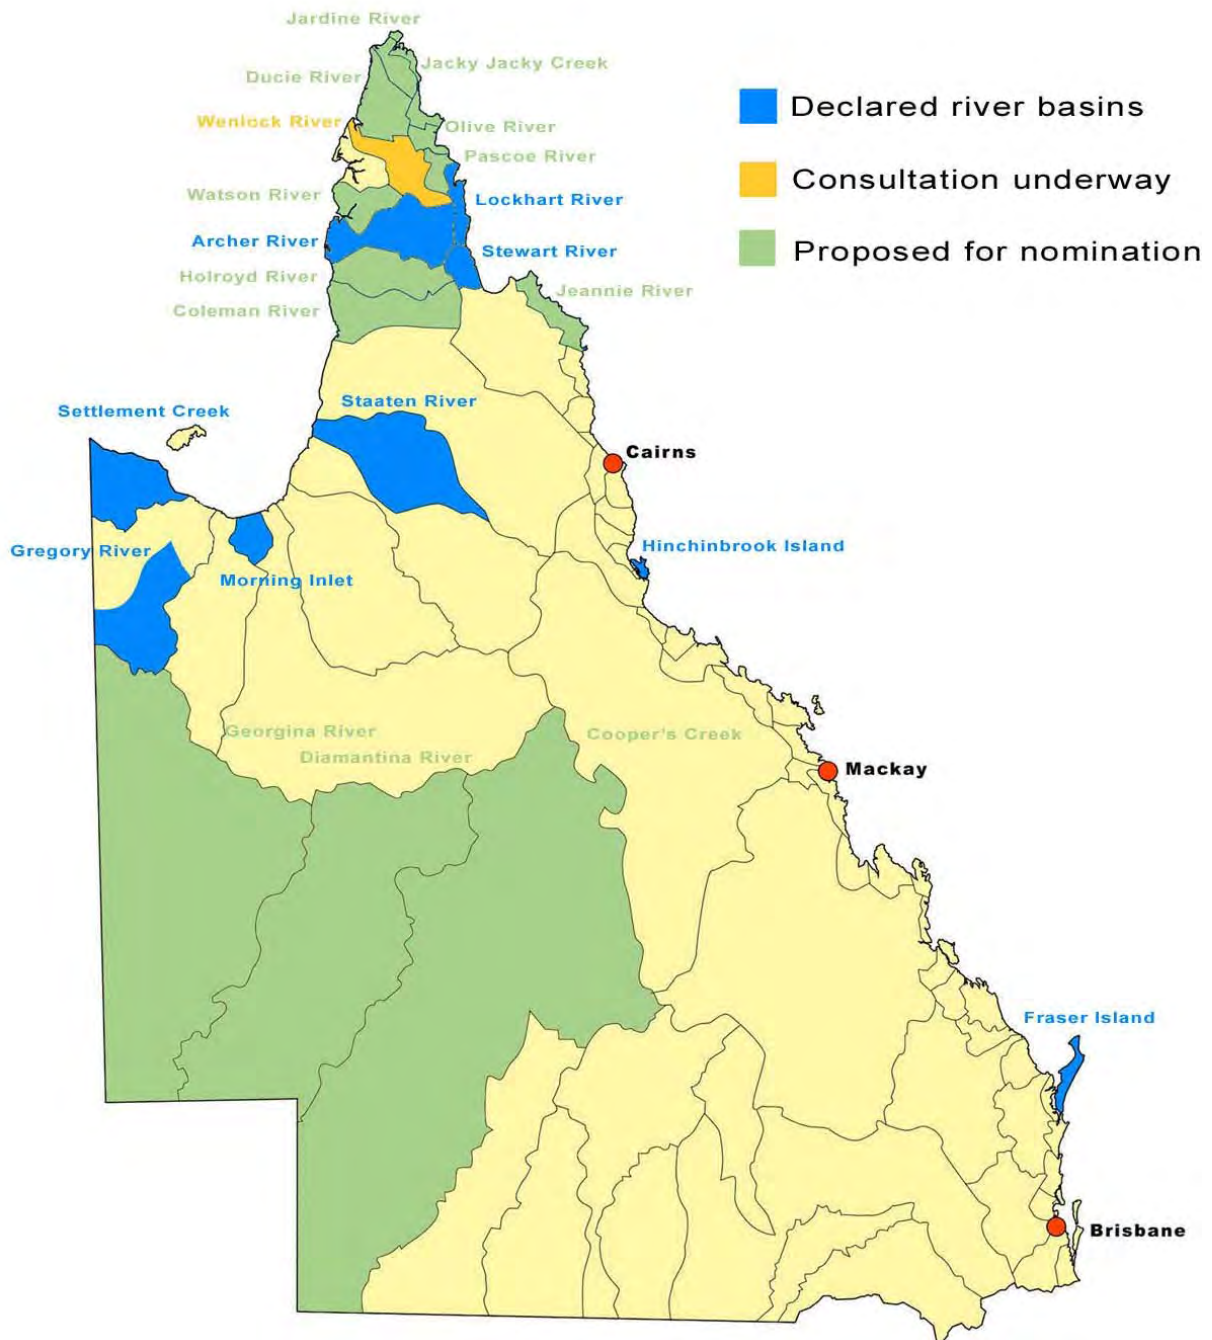 Jardine River
Jacky Jacky Creek
Ducie River
Declared river basins
Wenlock River
Olive River
Pascoe River
Consultation underway
Watson River
Lockhart River
Archer River
Stewart River
Proposed for nomination
Holroyd River
Jeannie River
Coleman River
Staaten River
Settlement Creek
Cairns
Gregory River
Hinchinbrook Island
Morning Inlet
Georgina River
Cooper's Creek
Diamantina River
Mackay
Fraser Island
Brisbane